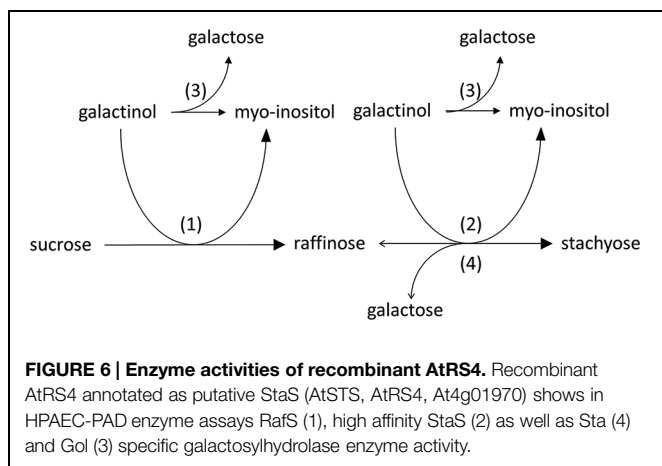 galactose galactose
(3) (3)
galactinol myo-inositol galactinol myo-inositol
(1) (2)
sucrose raffinose stachyose
(4)
galactose
FIGURE 6 | Enzyme activities of recombinant AtRS4. Recombinant
AtRS4 annotated as putative StaS (AtSTS, AtRS4, At4g01970) shows in
HPAEC-PAD enzyme assays RafS (1), high affinity StaS (2) as well as Sta (4)
and Gol (3) specific galactosylhydrolase enzyme activity.